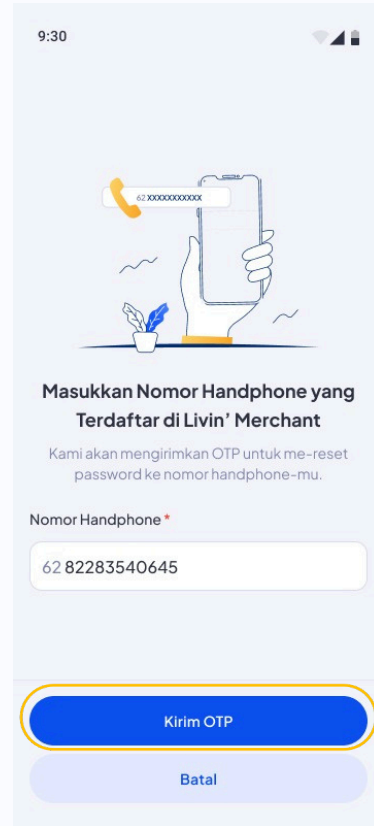 9:30
62 XXXXXXXXXXX
Masukkan Nomor Handphone yang
Terdaftar di Livin' Merchant
Kami akan mengirimkan OTP untuk me-reset
password ke nomor handphone-mu.
Nomor Handphone *
62 82283540645
Kirim OTP
Batal